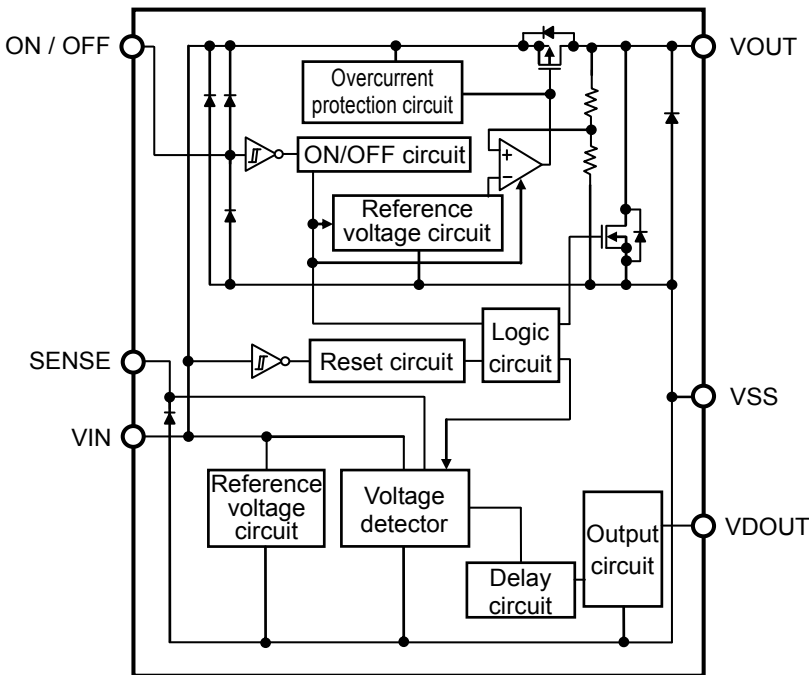 ON / OFF
VOUT
Overcurrent
protection circuit
ON/OFF circuit
+
−
Reference
voltage circuit
Logic
circuit
SENSE
Reset circuit
VSS
VIN
Reference
voltage
circuit
Voltage
detector
VDOUT
Output
circuit
Delay
circuit